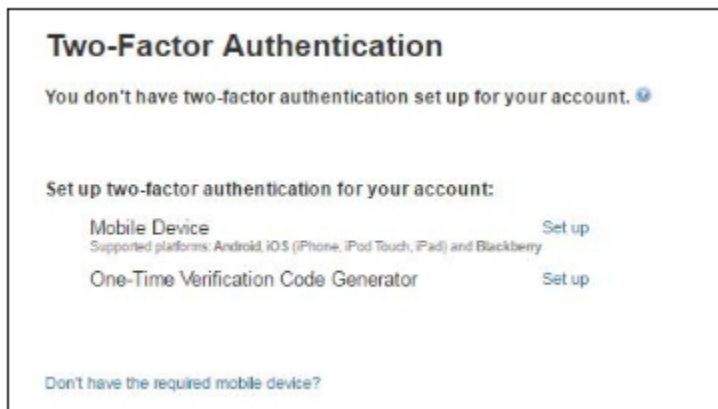 Two-Factor Authentication
You don't have two-factor authentication set up for your account.
Set up two-factor authentication for your account:
Mobile Device Set up
Supported platforms: Android, iOS (iPhone, iPod Touch, iPad) and Blackberry
One-Time Verification Code Generator Set up
Don't have the required mobile device?